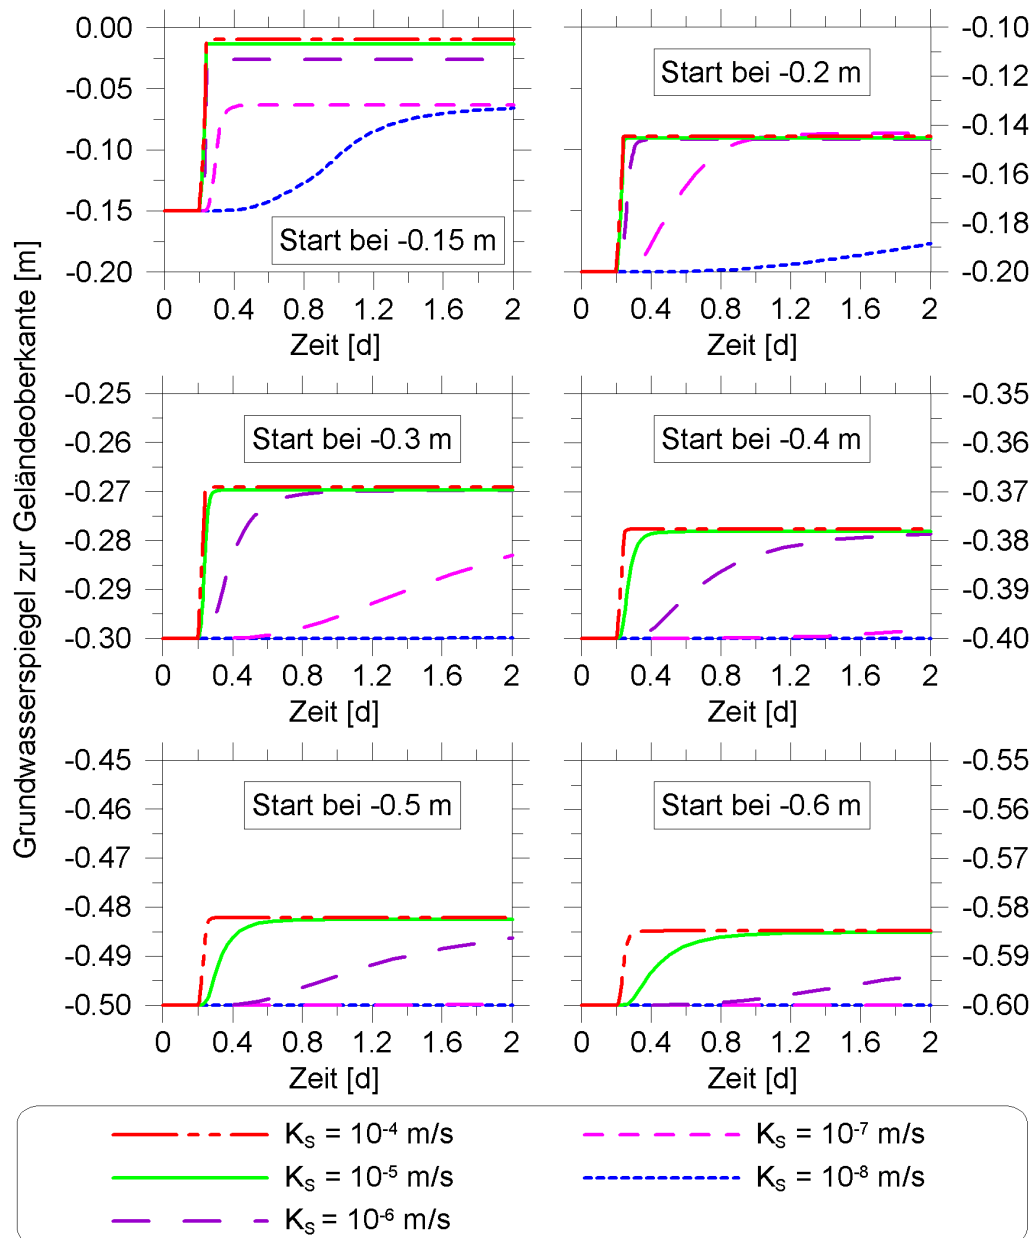 Grundwasserspiegel zur Geländeoberkante [m]
0.00
-0.05
-0.10
-0.15
-0.20
Start bei -0.15 m
0 0.4 0.8 1.2 1.6 2
Zeit [d]
-0.10
-0.12
-0.14
-0.16
-0.18
-0.20
Start bei -0.2 m
0 0.4 0.8 1.2 1.6 2
Zeit [d]
-0.25
-0.26
-0.27
-0.28
-0.29
-0.30
Start bei -0.3 m
0 0.4 0.8 1.2 1.6 2
Zeit [d]
-0.35
-0.36
-0.37
-0.38
-0.39
-0.40
Start bei -0.4 m
0 0.4 0.8 1.2 1.6 2
Zeit [d]
-0.45
-0.46
-0.47
-0.48
-0.49
-0.50
Start bei -0.5 m
0 0.4 0.8 1.2 1.6 2
Zeit [d]
-0.55
-0.56
-0.57
-0.58
-0.59
-0.60
Start bei -0.6 m
0 0.4 0.8 1.2 1.6 2
Zeit [d]
K_S = 10^-4 m/s
K_S = 10^-5 m/s
K_S = 10^-6 m/s
K_S = 10^-7 m/s
K_S = 10^-8 m/s